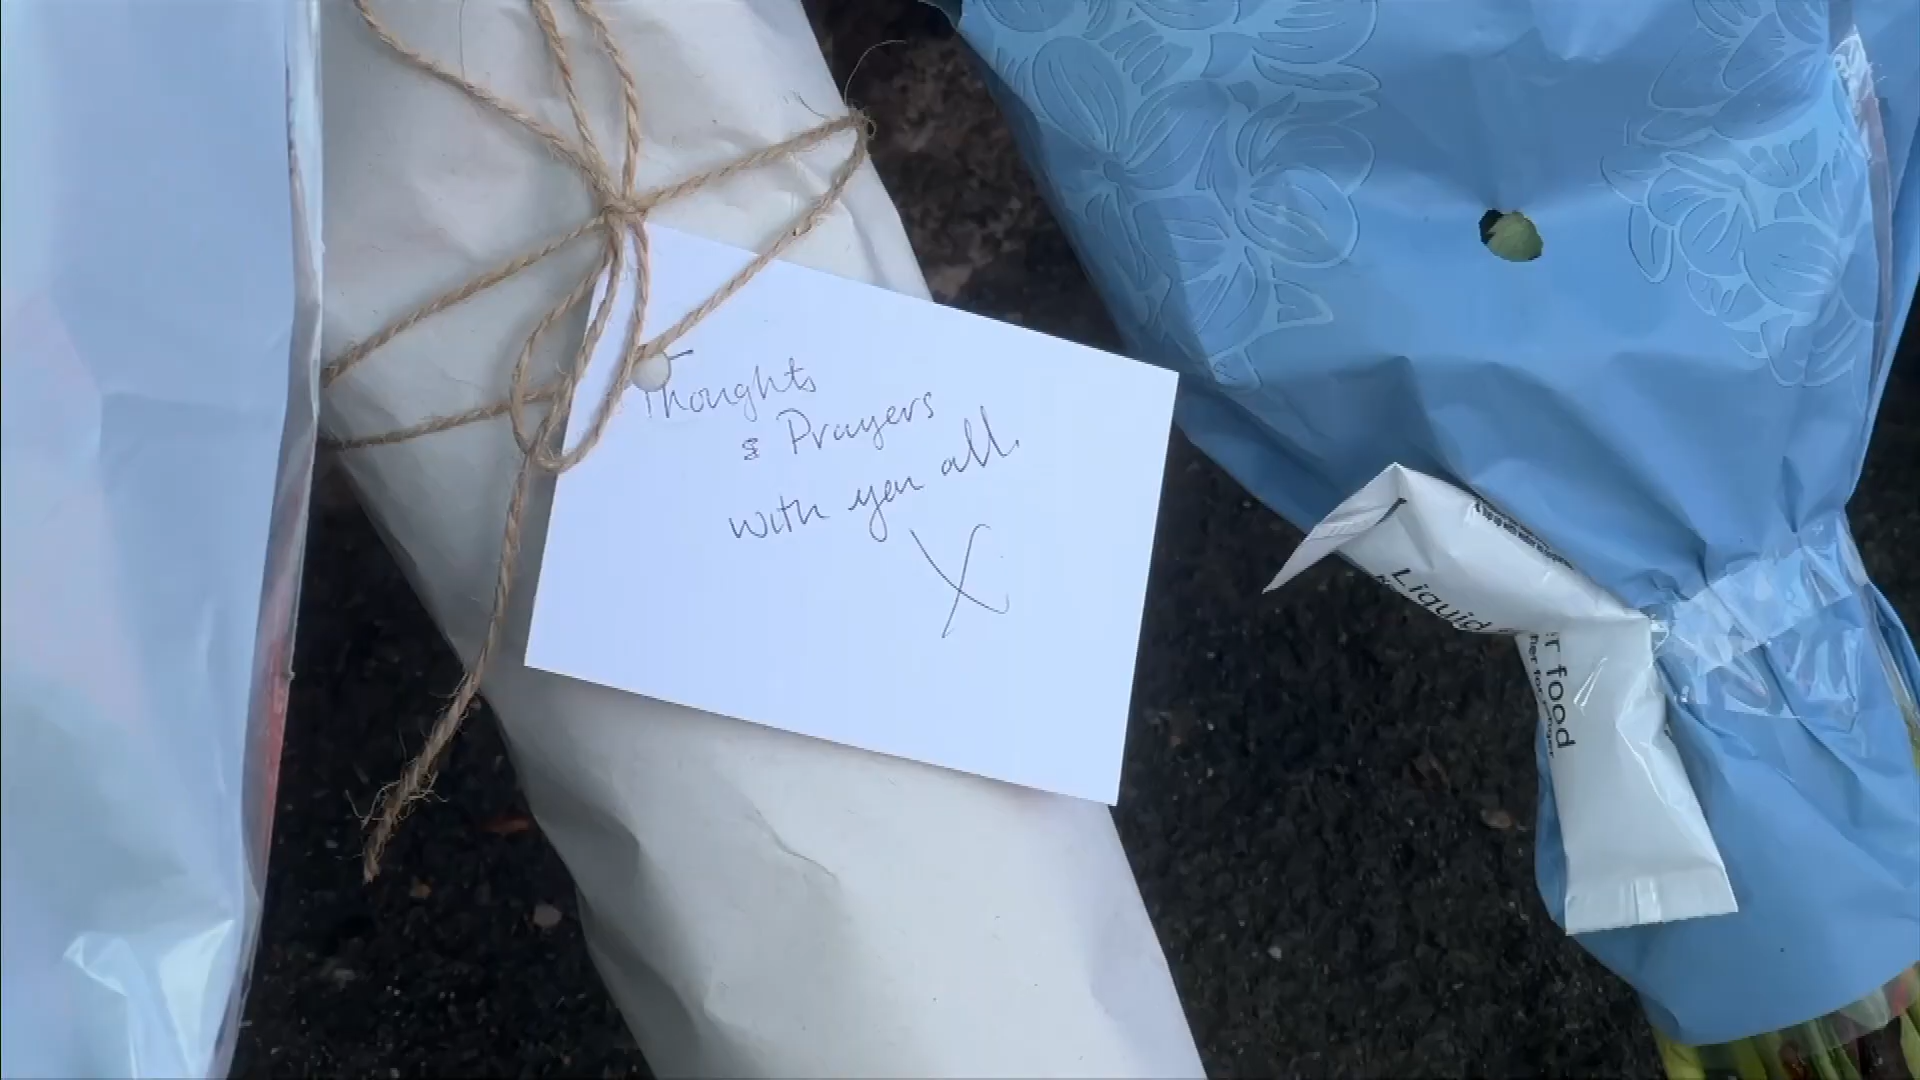 Thoughts
& Prayers
with you all.
X
Liquid
r food